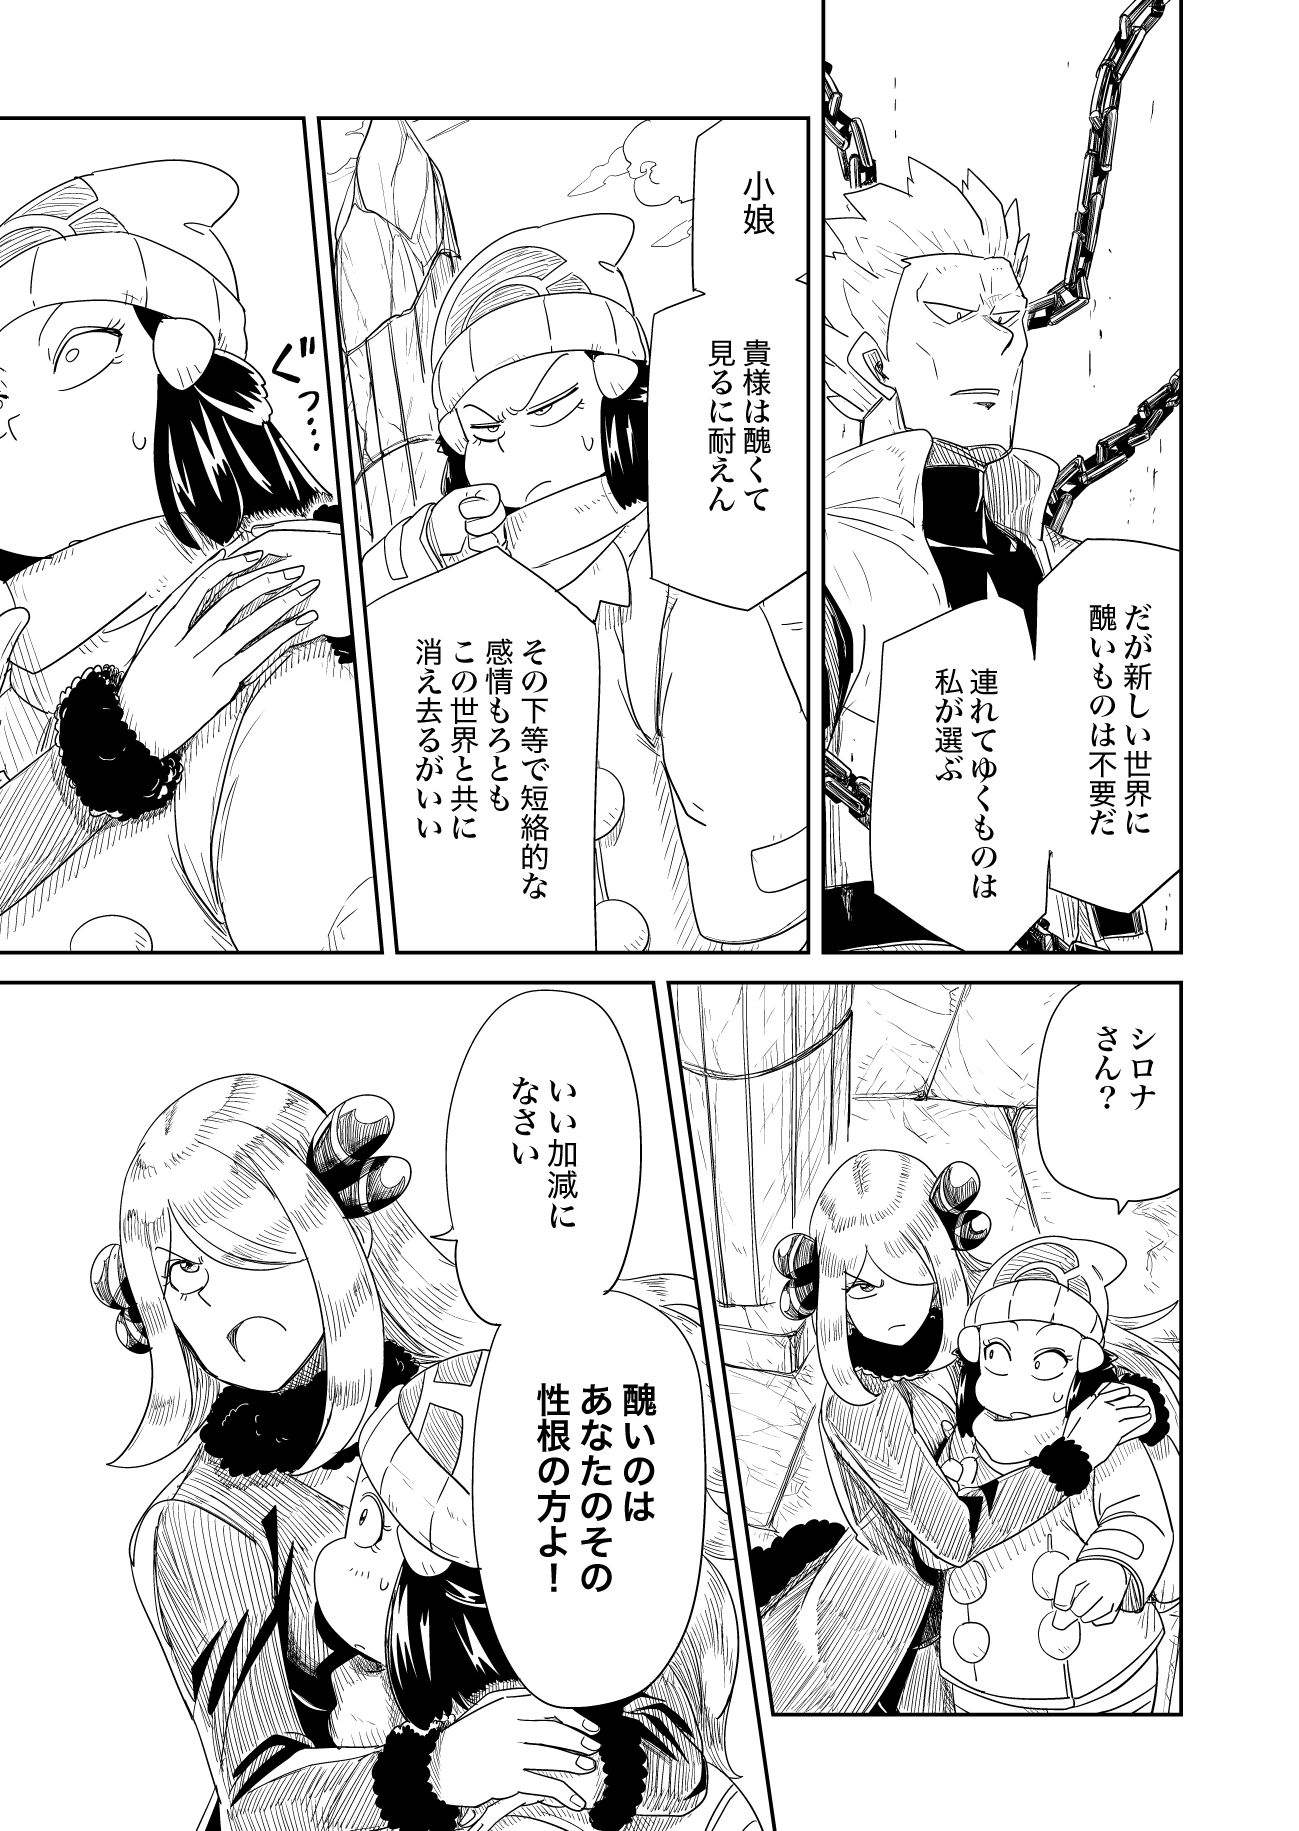 だが新しい世界に
醜いものは不要だ
連れてゆくものは
私が選ぶ
小娘
貴様は醜くて
見るに耐えん
その下等で短絡的な
感情もろとも
この世界と共に
消え去るがいい
ぐっ…
シロナ
さん？
いい加減に
なさい
醜いのは
あなたのその
性根の方よ！